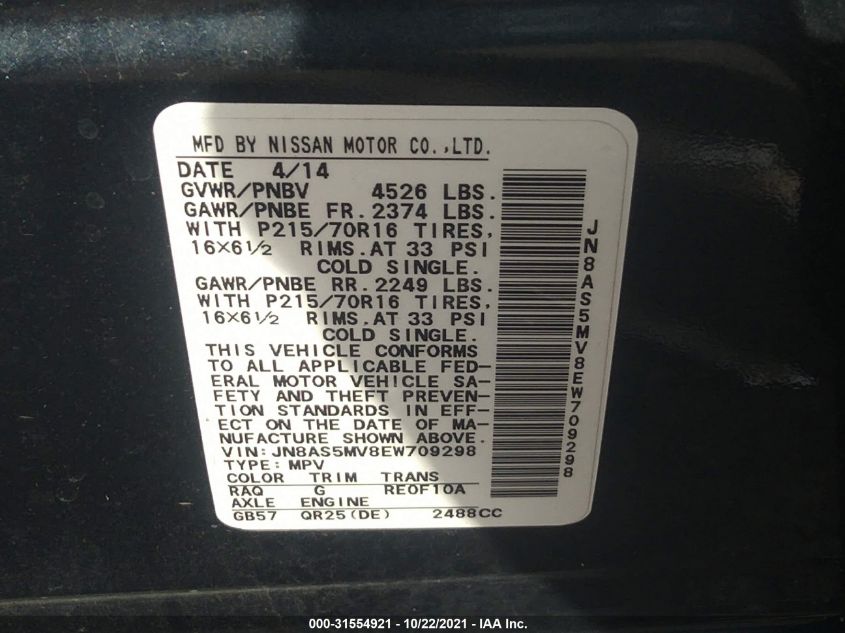 MFD BY NISSAN MOTOR CO.,LTD.
DATE 4/14
GVWR/PNBV 4526 LBS.
GAWR/PNBE FR.2374 LBS.
WITH P215/70R16 TIRES,
16×6½ RIMS.AT 33 PSI
COLD SINGLE.
GAWR/PNBE RR.2249 LBS.
WITH P215/70R16 TIRES,
16×6½ RIMS.AT 33 PSI
COLD SINGLE.
THIS VEHICLE CONFORMS
TO ALL APPLICABLE FED-
ERAL MOTOR VEHICLE SA-
FETY AND THEFT PREVEN-
TION STANDARDS IN EFF-
ECT ON THE DATE OF MA-
NUFACTURE SHOWN ABOVE.
VIN:JN8AS5MV8EW709298
TYPE:MPV
COLOR TRIM TRANS
RAQ G RE0F10A
AXLE ENGINE
GB57 QR25(DE) 2488CC
JN8AS5MV8EW709298
000-31554921 - 10/22/2021 - IAA Inc.